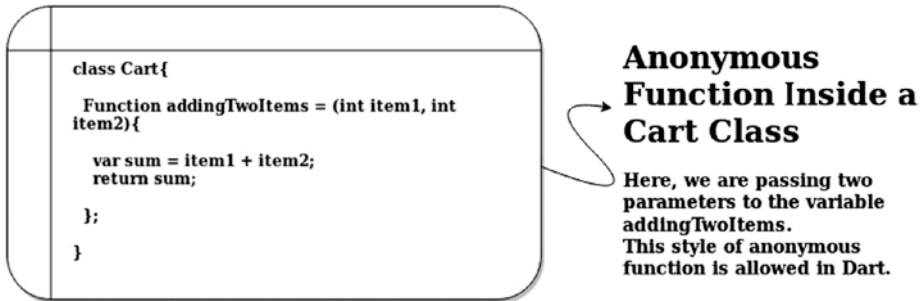 class Cart{
Function addingTwoItems = (int item1, int
item2){
var sum = item1 + item2;
return sum;
};
}
Anonymous
Function Inside a
Cart Class
Here, we are passing two
parameters to the variable
addingTwoItems.
This style of anonymous
function is allowed in Dart.